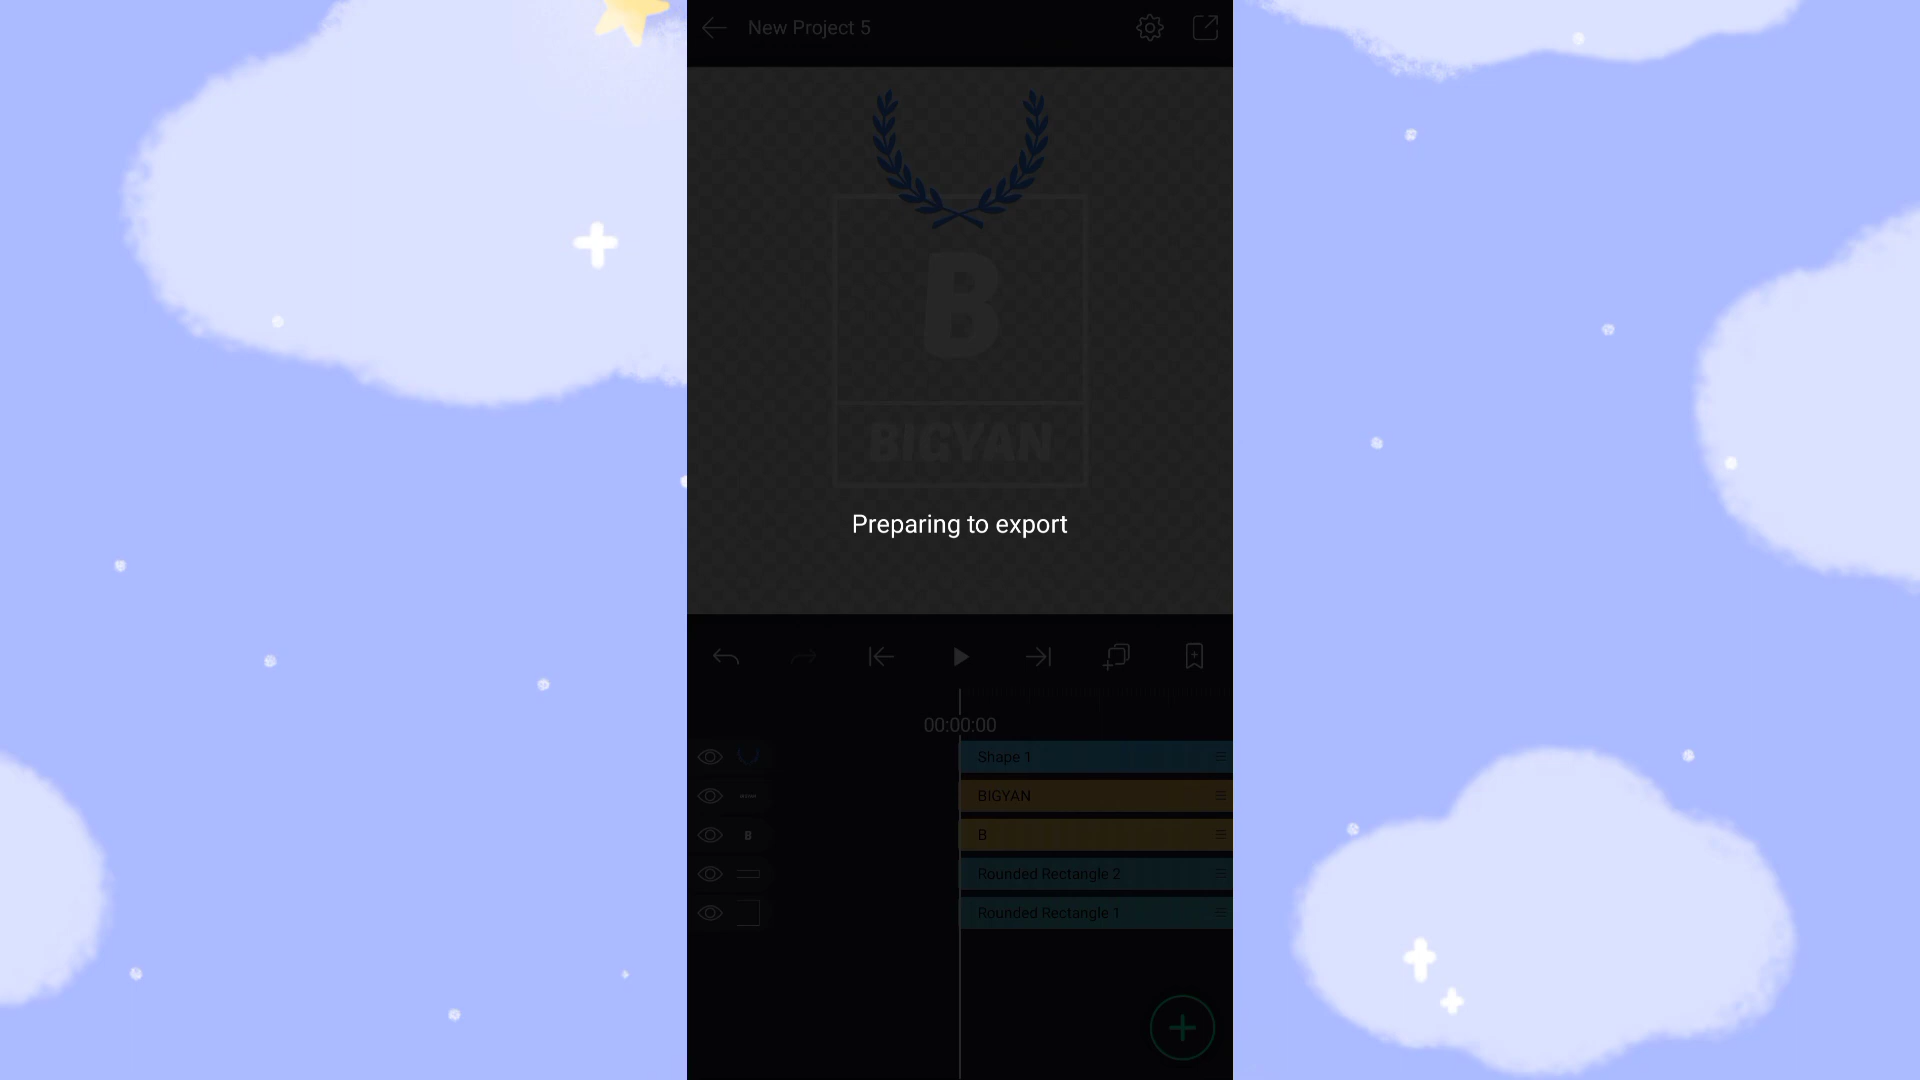 New Project 5
B
BIGYAN
Preparing to export
00:00:00
Shape 1
BIGYAN
B
B
Rounded Rectangle 2
Rounded Rectangle 1